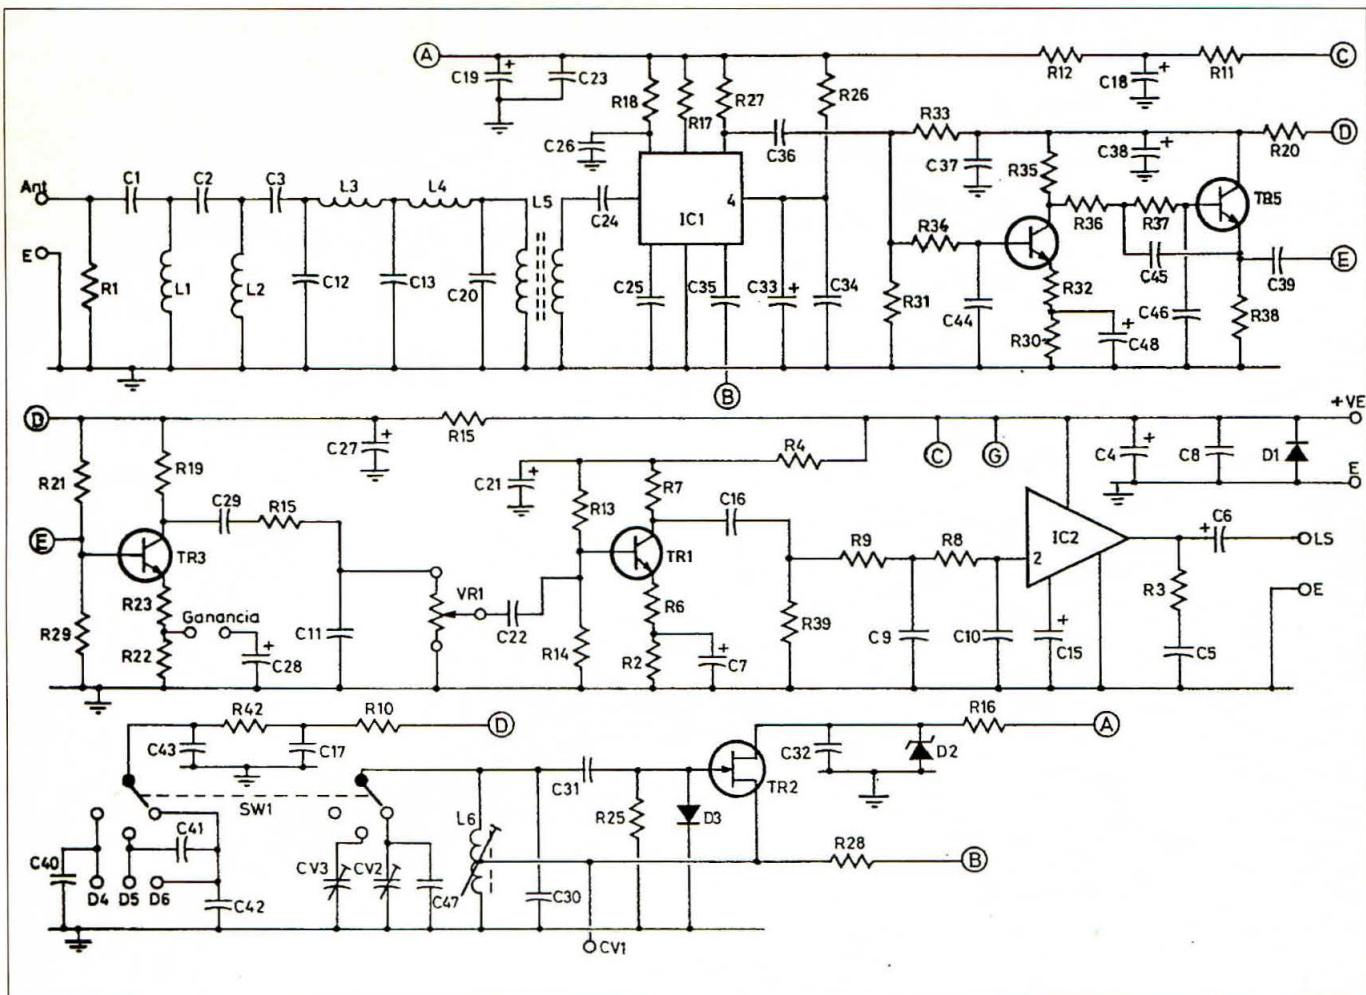 A
C19 +
C23
R18
R17
R27
R26
R12
C18 +
R11
C
C26
C36
R33
C37
R35
C38 +
R20
D
Ant
C1
C2
C3
L3
L4
L5
C24
IC1
4
R34
R36
R37
TR5
E
R1
L1
L2
C12
C13
C20
C25
C35
C33 +
C34
R31
C44
R32
R30
C48 +
C45
C46
R38
C39
E
B
D
R21
R19
C27 +
R15
C21 +
R13
R7
R4
C
G
C4 +
C8
D1
+VE
E
C29
R15
C16
E
TR3
TR1
R9
R8
2
IC2
+ C6
LS
R23
Ganancia
VR1
C22
R6
R39
R3
E
R29
R22
C28 +
C11
R14
R2
C7 +
C9
C10
C15 +
C5
R42
R10
D
C43
C17
R16
A
C32
D2
SW1
C31
TR2
C41
L6
R25
D3
R28
B
C40
D4
D5
D6
C42
CV3
CV2
C47
C30
CV1